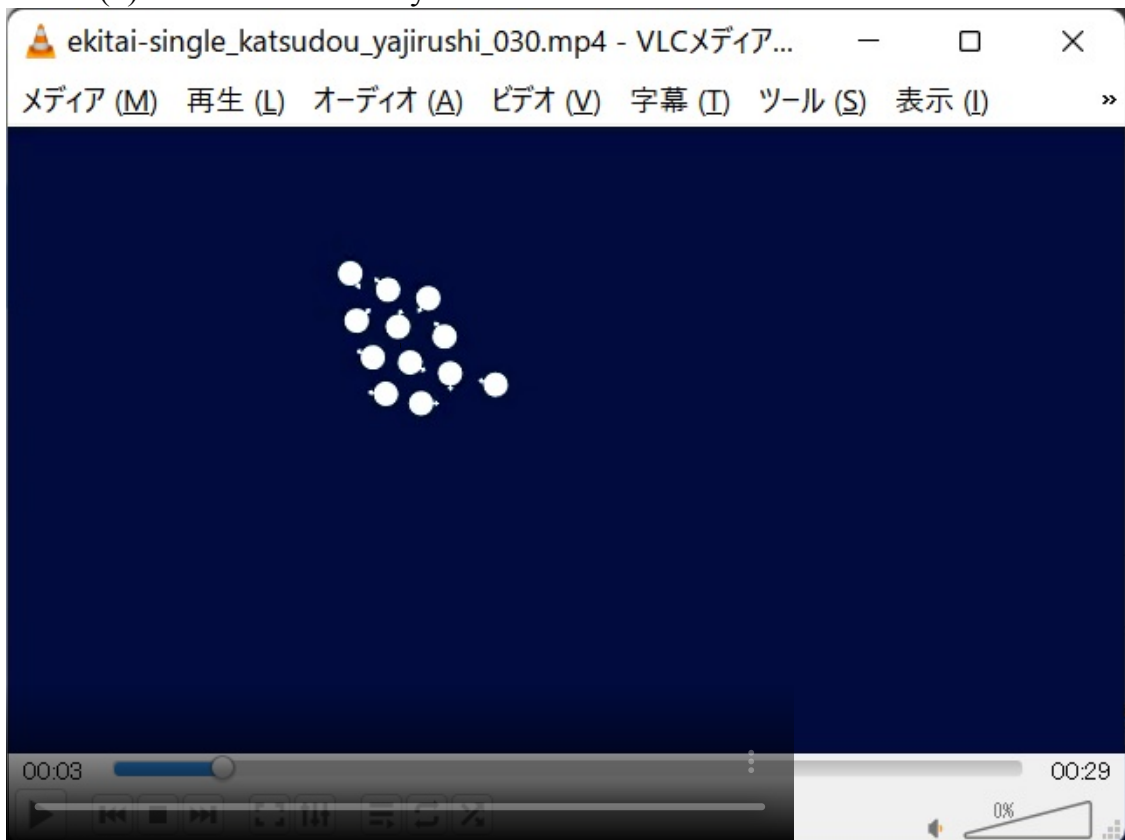 ekitai-single_katsudou_yajirushi_030.mp4 - VLCメディア...
メディア (M) 再生 (L) オーディオ (A) ビデオ (V) 字幕 (T) ツール (S) 表示 (I) »
00:03 00:29
0%